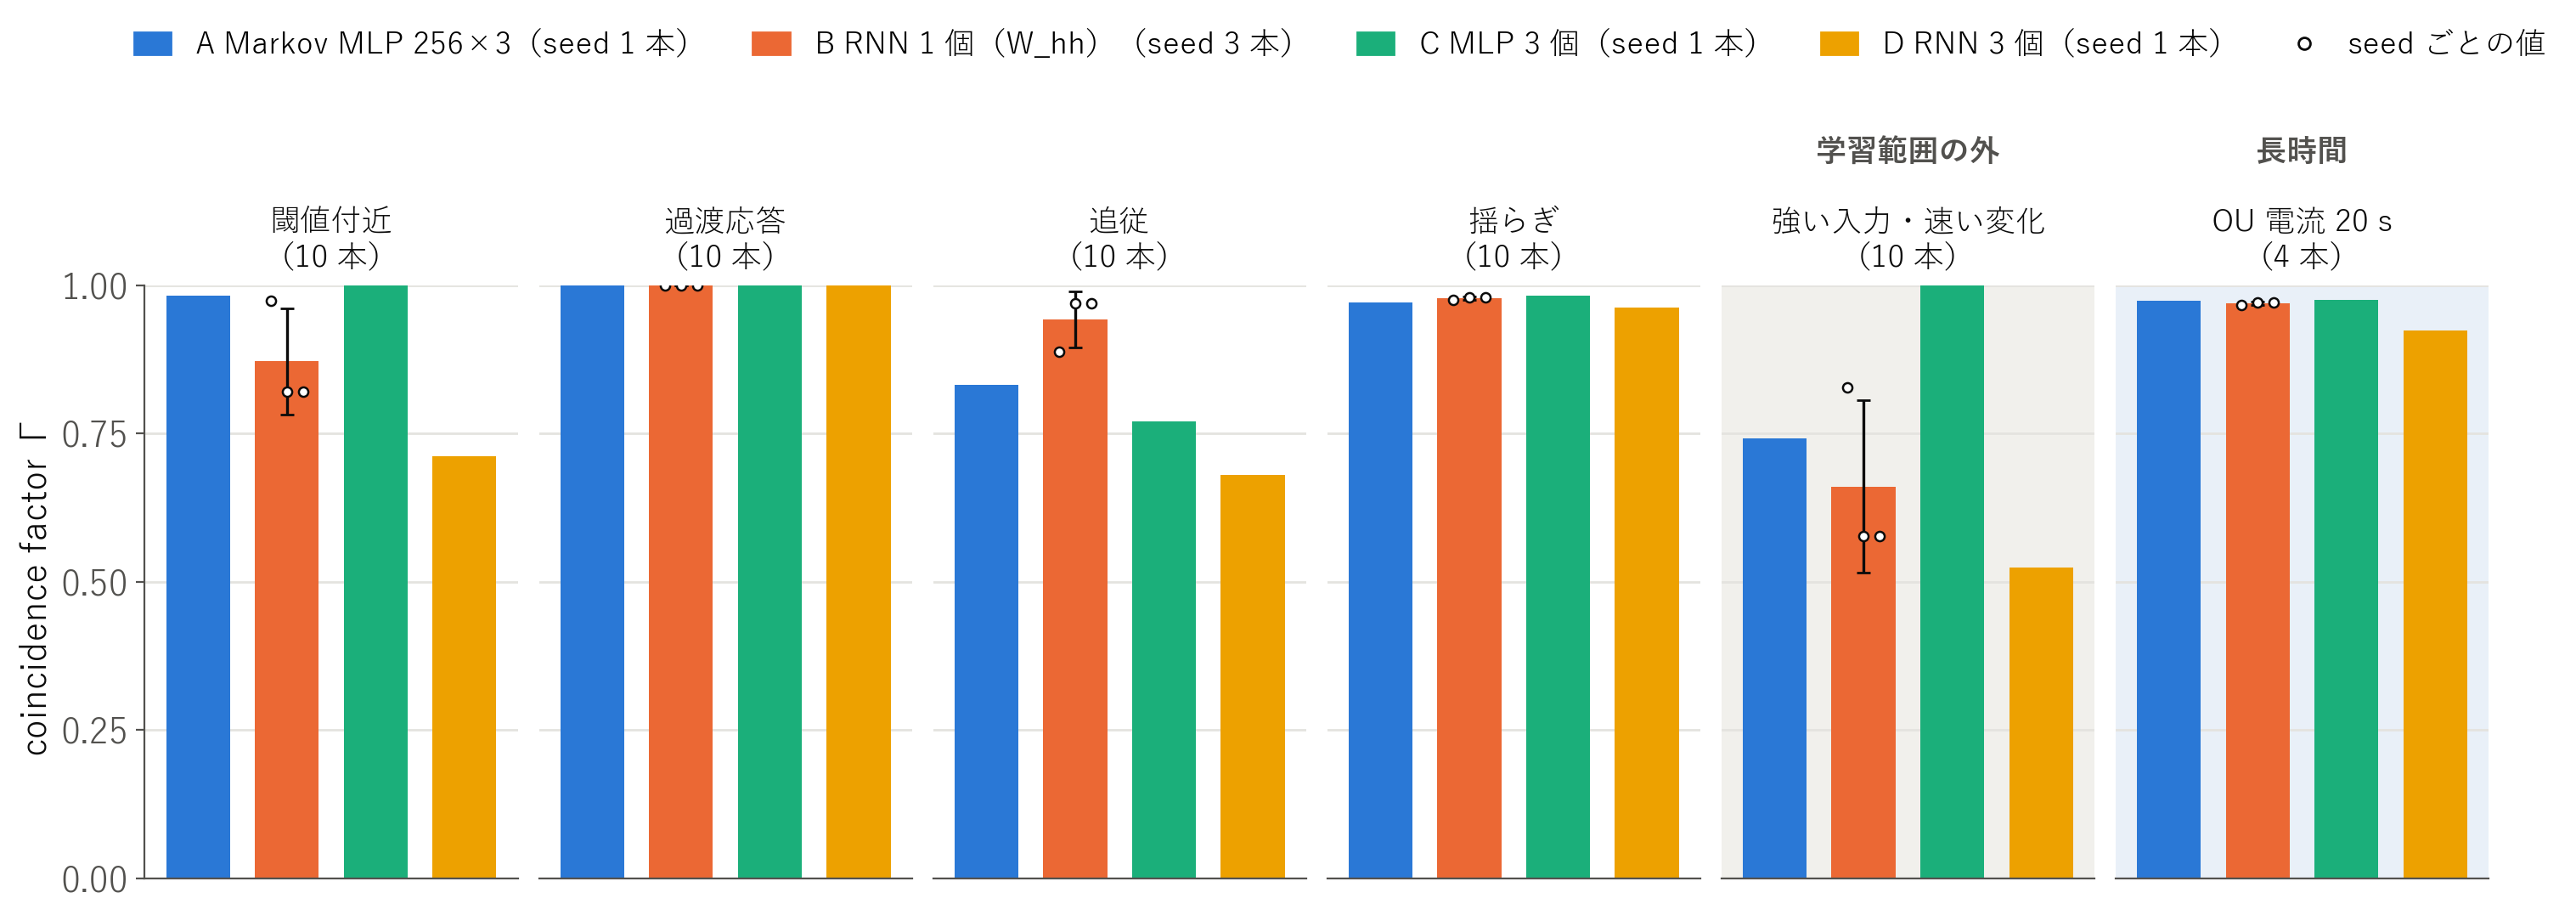 A Markov MLP 256×3（seed 1 本）
B RNN 1 個（W_hh）（seed 3 本）
C MLP 3 個（seed 1 本）
D RNN 3 個（seed 1 本）
seed ごとの値
学習範囲の外
長時間
閾値付近
（10 本）
過渡応答
（10 本）
追従
（10 本）
揺らぎ
（10 本）
強い入力・速い変化
（10 本）
OU 電流 20 s
（4 本）
coincidence factor Γ
1.00
0.75
0.50
0.25
0.00